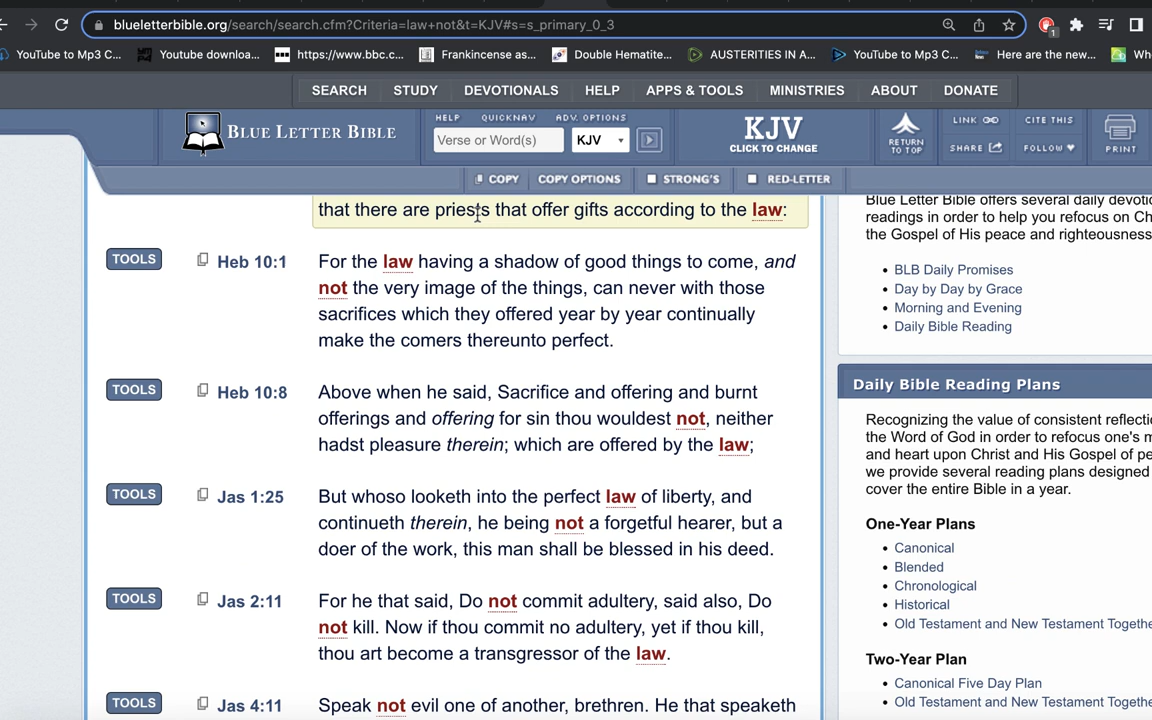 blueletterbible.org/search/search.cfm?Criteria=law+not&t=KJV#s=s_primary_0_3
YouTube to Mp3 C...
Youtube downloa...
https://www.bbc.c...
Frankincense as...
Double Hematite...
AUSTERITIES IN A...
YouTube to Mp3 C...
Here are the new...
Wh
SEARCH STUDY DEVOTIONALS HELP APPS & TOOLS MINISTRIES ABOUT DONATE
BLUE LETTER BIBLE
HELP QUICKNAV ADV. OPTIONS
Verse or Word(s) KJV
KJV
CLICK TO CHANGE
RETURN
TO TOP
LINK CITE THIS
SHARE FOLLOW
PRINT
COPY COPY OPTIONS STRONG'S RED-LETTER
that there are priests that offer gifts according to the law:
TOOLS Heb 10:1 For the law having a shadow of good things to come, and
not the very image of the things, can never with those
sacrifices which they offered year by year continually
make the comers thereunto perfect.
TOOLS Heb 10:8 Above when he said, Sacrifice and offering and burnt
offerings and offering for sin thou wouldest not, neither
hadst pleasure therein; which are offered by the law;
TOOLS Jas 1:25 But whoso looketh into the perfect law of liberty, and
continueth therein, he being not a forgetful hearer, but a
doer of the work, this man shall be blessed in his deed.
TOOLS Jas 2:11 For he that said, Do not commit adultery, said also, Do
not kill. Now if thou commit no adultery, yet if thou kill,
thou art become a transgressor of the law.
TOOLS Jas 4:11 Speak not evil one of another, brethren. He that speaketh
Blue Letter Bible offers several daily devotio
readings in order to help you refocus on Ch
the Gospel of His peace and righteousness
BLB Daily Promises
Day by Day by Grace
Morning and Evening
Daily Bible Reading
Daily Bible Reading Plans
Recognizing the value of consistent reflecti
the Word of God in order to refocus one's m
and heart upon Christ and His Gospel of pe
we provide several reading plans designed
cover the entire Bible in a year.
One-Year Plans
Canonical
Blended
Chronological
Historical
Old Testament and New Testament Togethe
Two-Year Plan
Canonical Five Day Plan
Old Testament and New Testament Togethe